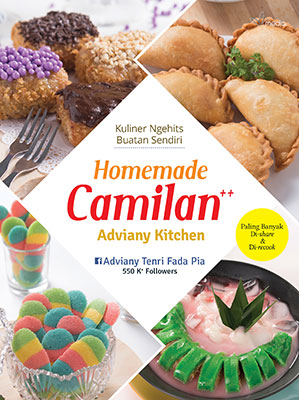 Kuliner Ngehits
Buatan Sendiri
Homemade
Camilan++
Adviany Kitchen
Paling Banyak
Di-share
&
Di-recook
f Adviany Tenri Fada Pia
550 K+ Followers